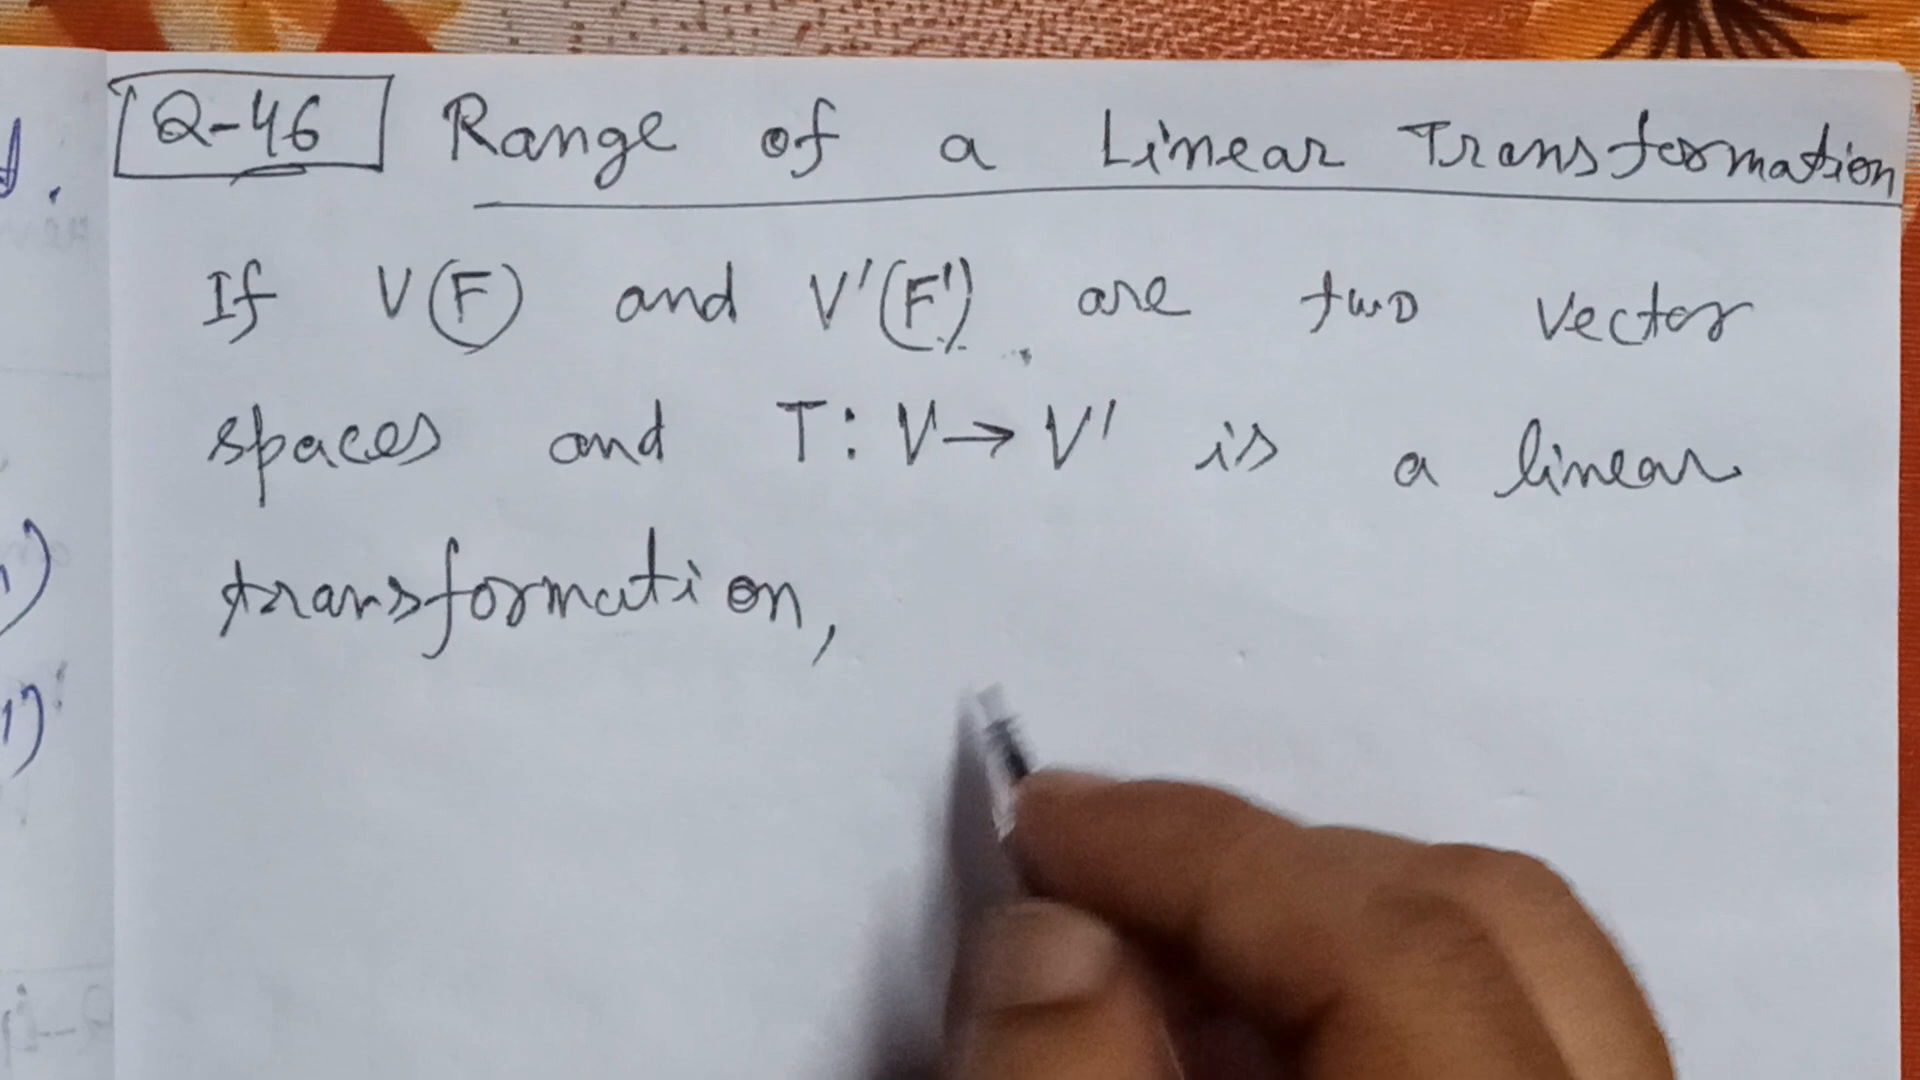 Q-46 Range of a Linear Transformation
If V(F) and V'(F') are two vector
spaces and T: V→V' is a linear
transformation,